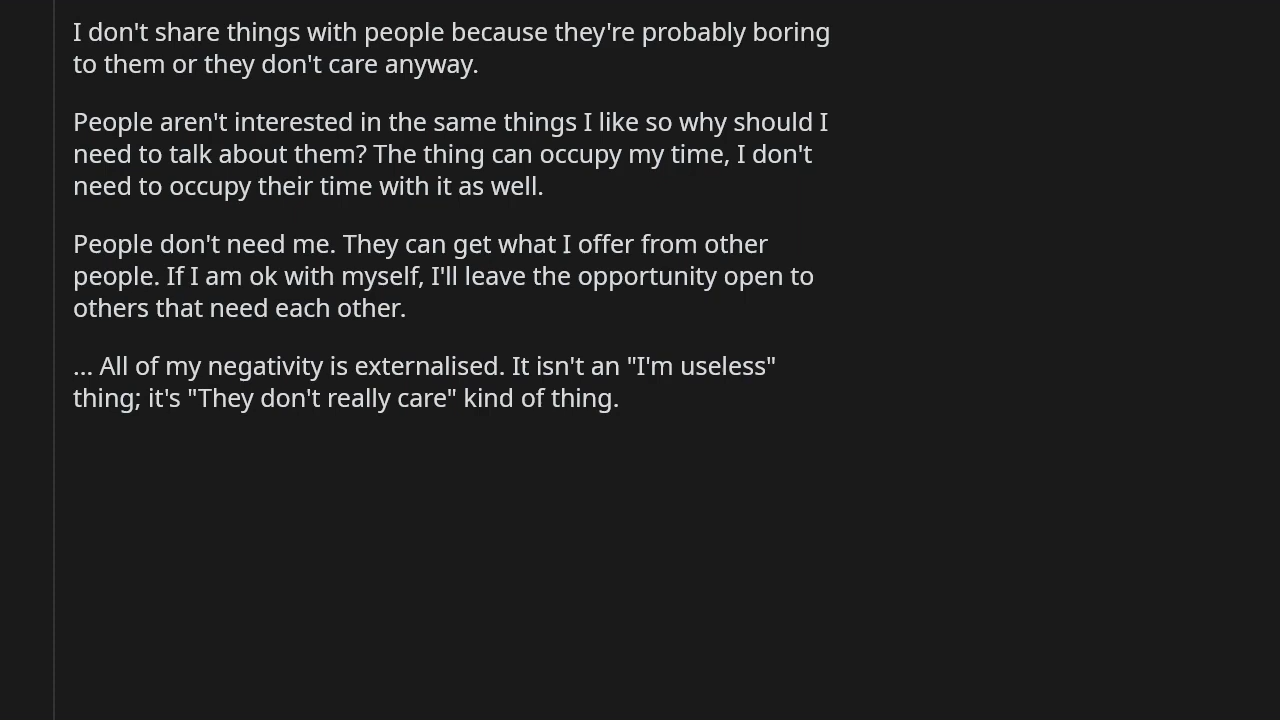 I don't share things with people because they're probably boring
to them or they don't care anyway.
People aren't interested in the same things I like so why should I
need to talk about them? The thing can occupy my time, I don't
need to occupy their time with it as well.
People don't need me. They can get what I offer from other
people. If I am ok with myself, I'll leave the opportunity open to
others that need each other.
... All of my negativity is externalised. It isn't an "I'm useless"
thing; it's "They don't really care" kind of thing.